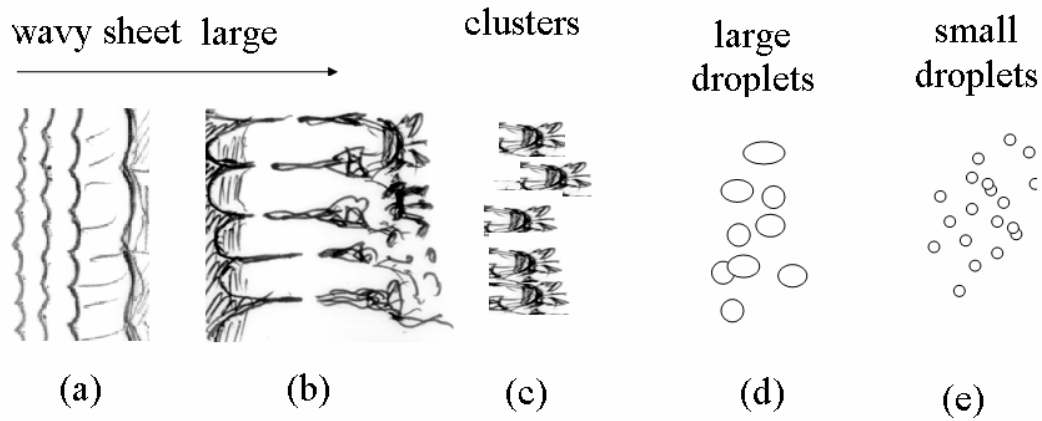 wavy sheet large
clusters
large
droplets
small
droplets
(a)
(b)
(c)
(d)
(e)